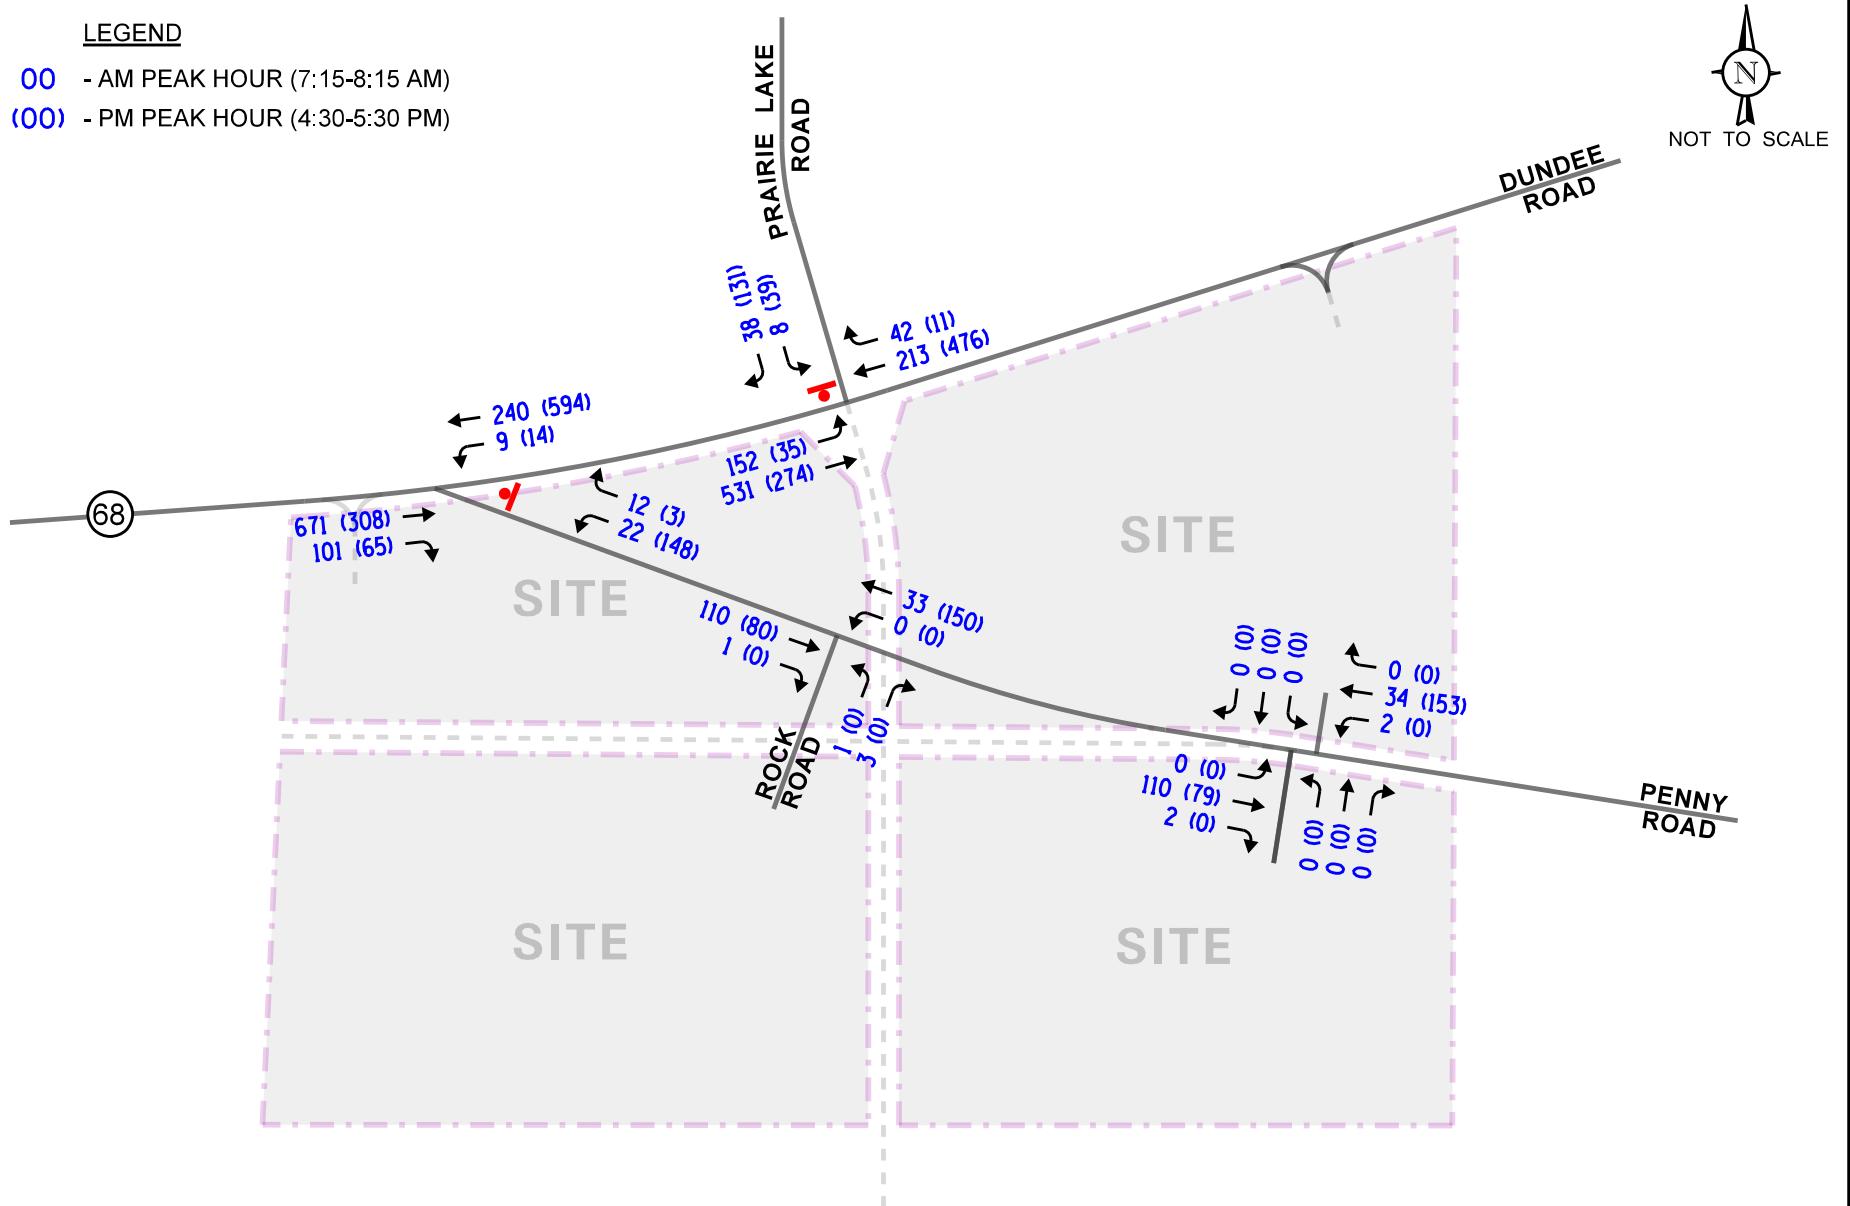 LEGEND
00 - AM PEAK HOUR (7:15-8:15 AM)
(00) - PM PEAK HOUR (4:30-5:30 PM)
N
NOT TO SCALE
PRAIRIE LAKE
ROAD
DUNDEE
ROAD
38 (131)
8 (39)
42 (11)
213 (476)
240 (594)
9 (14)
152 (35)
531 (274)
68
671 (308)
101 (65)
12 (3)
22 (148)
SITE
SITE
110 (80)
1 (0)
33 (150)
0 (0)
1 (0)
3 (0)
ROCK
ROAD
0 (0)
0 (0)
0 (0)
0 (0)
34 (153)
2 (0)
0 (0)
110 (79)
2 (0)
0 (0)
0 (0)
0 (0)
PENNY
ROAD
SITE
SITE